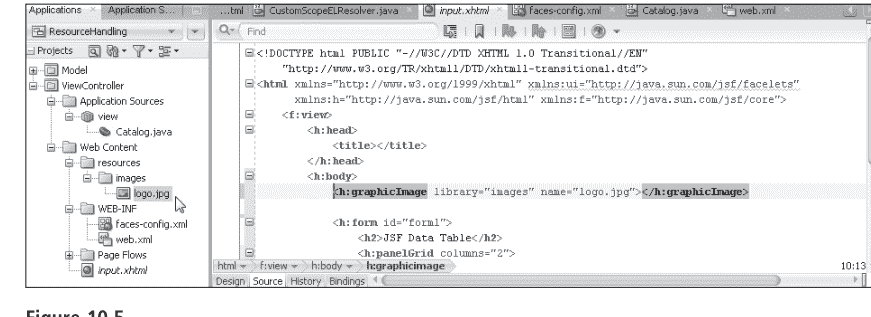 Applications Application S...
...tml CustomScopeELResolver.java input.xhtml faces-config.xml Catalog.java web.xml
ResourceHandling
Find
Projects
Model
ViewController
Application Sources
view
Catalog.java
Web Content
resources
images
logo.jpg
WEB-INF
faces-config.xml
web.xml
Page Flows
input.xhtml
<!DOCTYPE html PUBLIC "-//W3C//DTD XHTML 1.0 Transitional//EN"
"http://www.w3.org/TR/xhtml1/DTD/xhtml1-transitional.dtd">
<html xmlns="http://www.w3.org/1999/xhtml" xmlns:ui="http://java.sun.com/jsf/facelets"
xmlns:h="http://java.sun.com/jsf/html" xmlns:f="http://java.sun.com/jsf/core">
<f:view>
<h:head>
<title></title>
</h:head>
<h:body>
<h:graphicImage library="images" name="logo.jpg"></h:graphicImage>
<h:form id="form1">
<h2>JSF Data Table</h2>
<h:panelGrid columns="2">
html f:view h:body h:graphicimage
10:13
Design Source History Bindings
Figure 10.5